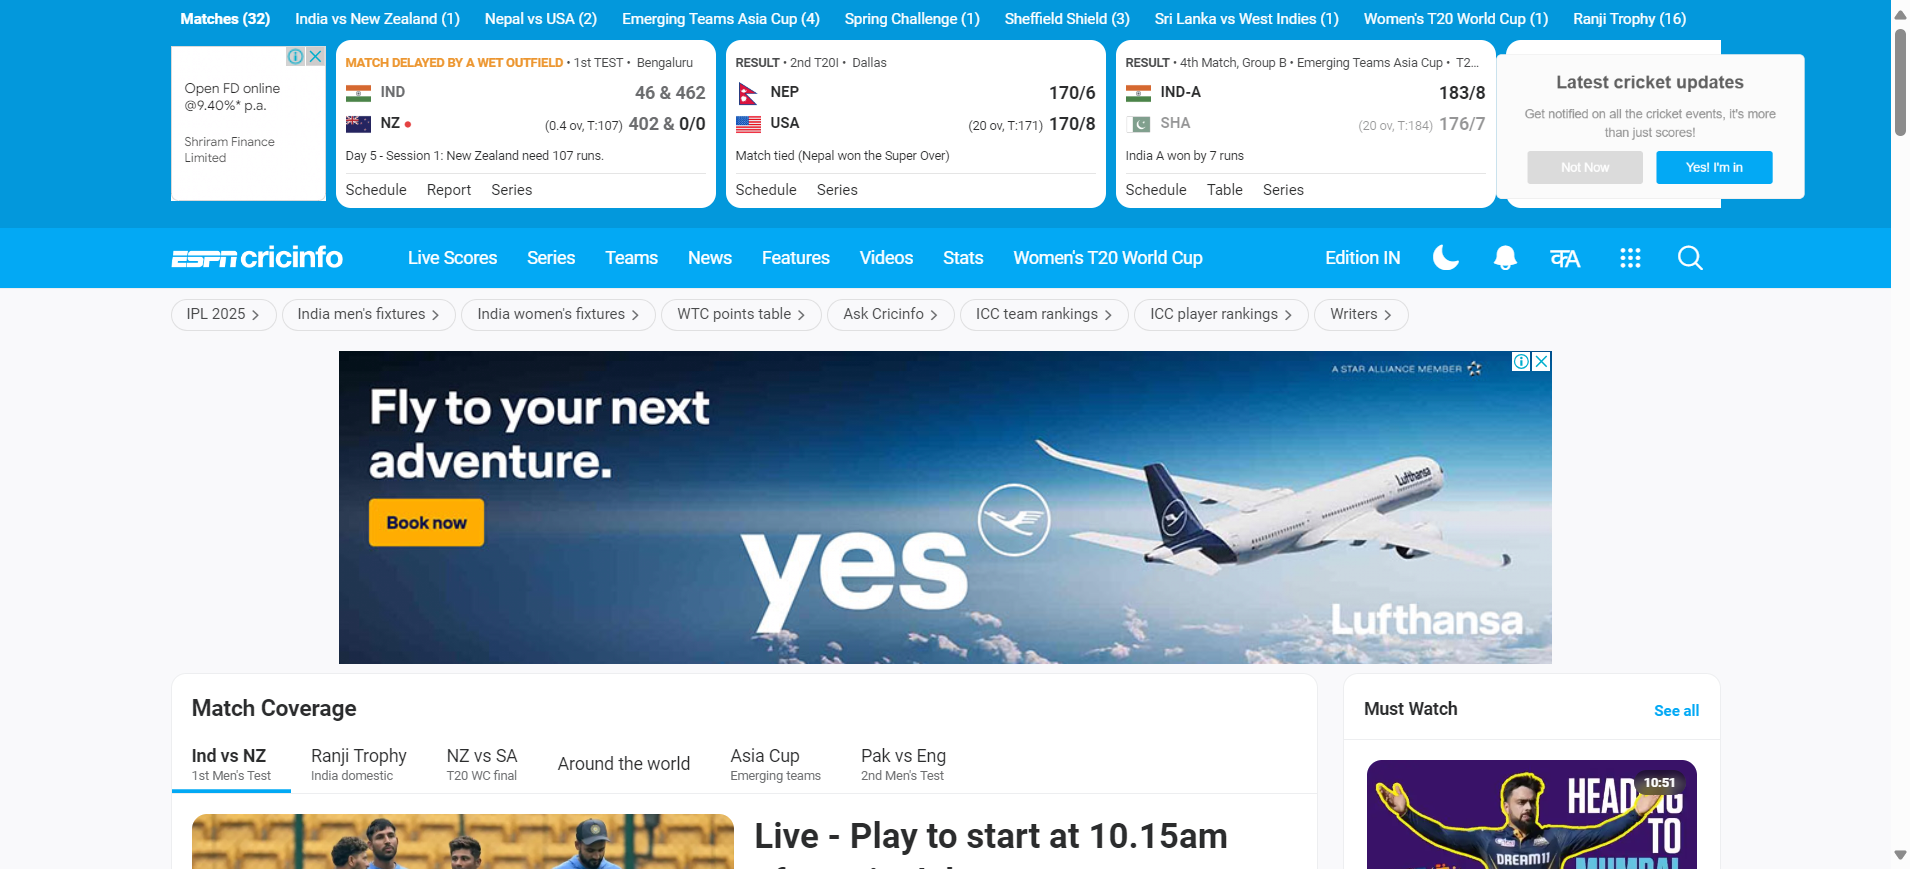 Matches (32)
India vs New Zealand (1)
Nepal vs USA (2)
Emerging Teams Asia Cup (4)
Spring Challenge (1)
Sheffield Shield (3)
Sri Lanka vs West Indies (1)
Women's T20 World Cup (1)
Ranji Trophy (16)
Open FD online
@9.40%* p.a.
Shriram Finance
Limited
MATCH DELAYED BY A WET OUTFIELD • 1st TEST • Bengaluru
IND 46 & 462
NZ (0.4 ov, T:107) 402 & 0/0
Day 5 - Session 1: New Zealand need 107 runs.
Schedule Report Series
RESULT • 2nd T20I • Dallas
NEP 170/6
USA (20 ov, T:171) 170/8
Match tied (Nepal won the Super Over)
Schedule Series
RESULT • 4th Match, Group B • Emerging Teams Asia Cup • T2...
IND-A 183/8
SHA (20 ov, T:184) 176/7
India A won by 7 runs
Schedule Table Series
Latest cricket updates
Get notified on all the cricket events, it's more
than just scores!
Not Now
Yes! I'm in
ESPN cricinfo
Live Scores
Series
Teams
News
Features
Videos
Stats
Women's T20 World Cup
Edition IN
IPL 2025
India men's fixtures
India women's fixtures
WTC points table
Ask Cricinfo
ICC team rankings
ICC player rankings
Writers
A STAR ALLIANCE MEMBER
Fly to your next
adventure.
Book now
yes
Lufthansa
Lufthansa
Match Coverage
Ind vs NZ
1st Men's Test
Ranji Trophy
India domestic
NZ vs SA
T20 WC final
Around the world
Asia Cup
Emerging teams
Pak vs Eng
2nd Men's Test
Live - Play to start at 10.15am
Must Watch
See all
10:51
HEADING
TO
MUMBAI
DREAM11